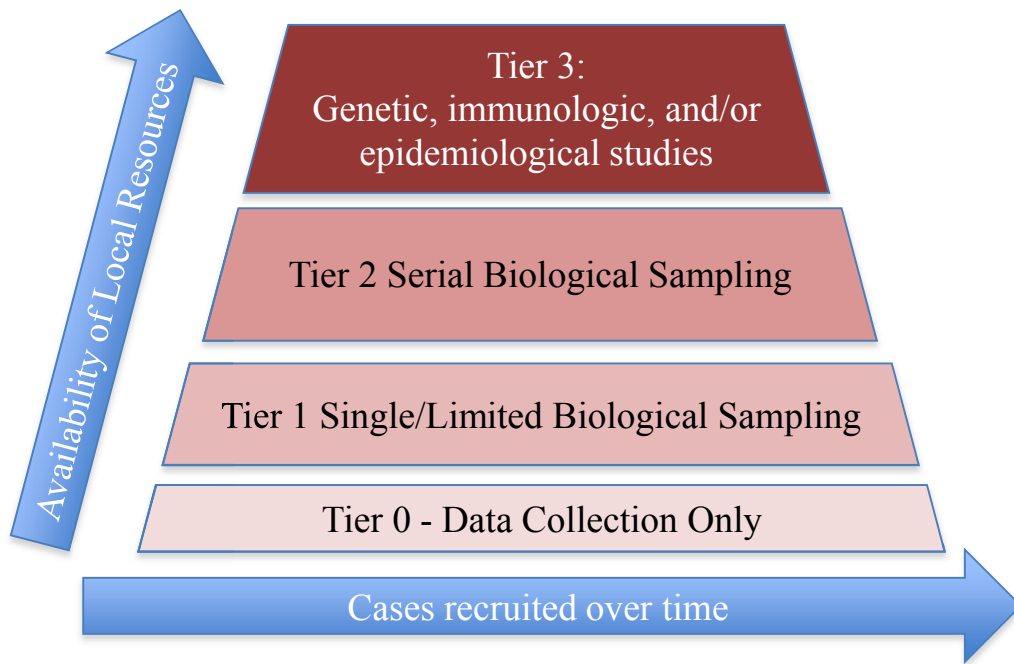 Availability of Local Resources
Tier 3:
Genetic, immunologic, and/or
epidemiological studies
Tier 2 Serial Biological Sampling
Tier 1 Single/Limited Biological Sampling
Tier 0 - Data Collection Only
Cases recruited over time